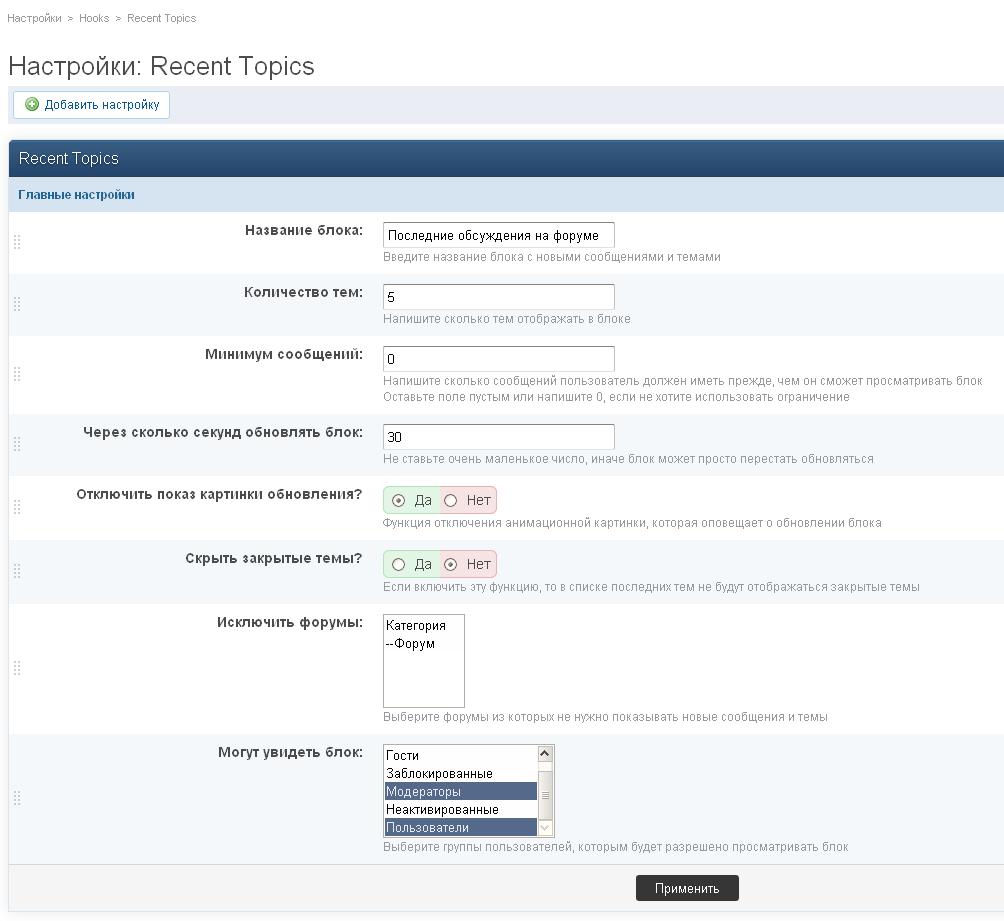 Настройки > Hooks > Recent Topics
Настройки: Recent Topics
Добавить настройку
Recent Topics
Главные настройки
Название блока: Последние обсуждения на форуме
Введите название блока с новыми сообщениями и темами
Количество тем: 5
Напишите сколько тем отображать в блоке
Минимум сообщений: 0
Напишите сколько сообщений пользователь должен иметь прежде, чем он сможет просматривать блок
Оставьте поле пустым или напишите 0, если не хотите использовать ограничение
Через сколько секунд обновлять блок: 30
Не ставьте очень маленькое число, иначе блок может просто перестать обновляться
Отключить показ картинки обновления? Да Нет
Функция отключения анимационной картинки, которая оповещает о обновлении блока
Скрыть закрытые темы? Да Нет
Если включить эту функцию, то в списке последних тем не будут отображаться закрытые темы
Исключить форумы: Категория
--Форум
Выберите форумы из которых не нужно показывать новые сообщения и темы
Могут увидеть блок: Гости
Заблокированные
Модераторы
Неактивированные
Пользователи
Выберите группы пользователей, которым будет разрешено просматривать блок
Применить